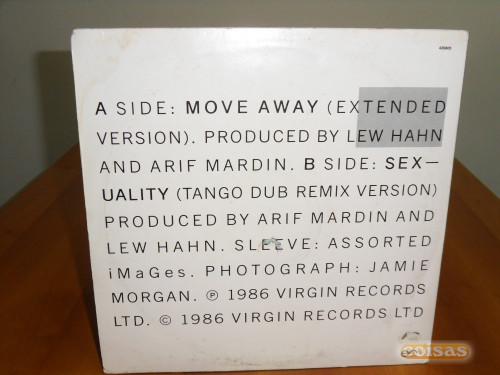 A SIDE: MOVE AWAY (EXTENDED
VERSION). PRODUCED BY LEW HAHN
AND ARIF MARDIN. B SIDE: SEX—
UALITY (TANGO DUB REMIX VERSION)
PRODUCED BY ARIF MARDIN AND
LEW HAHN. SLEEVE: ASSORTED
iMaGes. PHOTOGRAPH: JAMIE
MORGAN. ℗ 1986 VIRGIN RECORDS
LTD. © 1986 VIRGIN RECORDS LTD
coisas